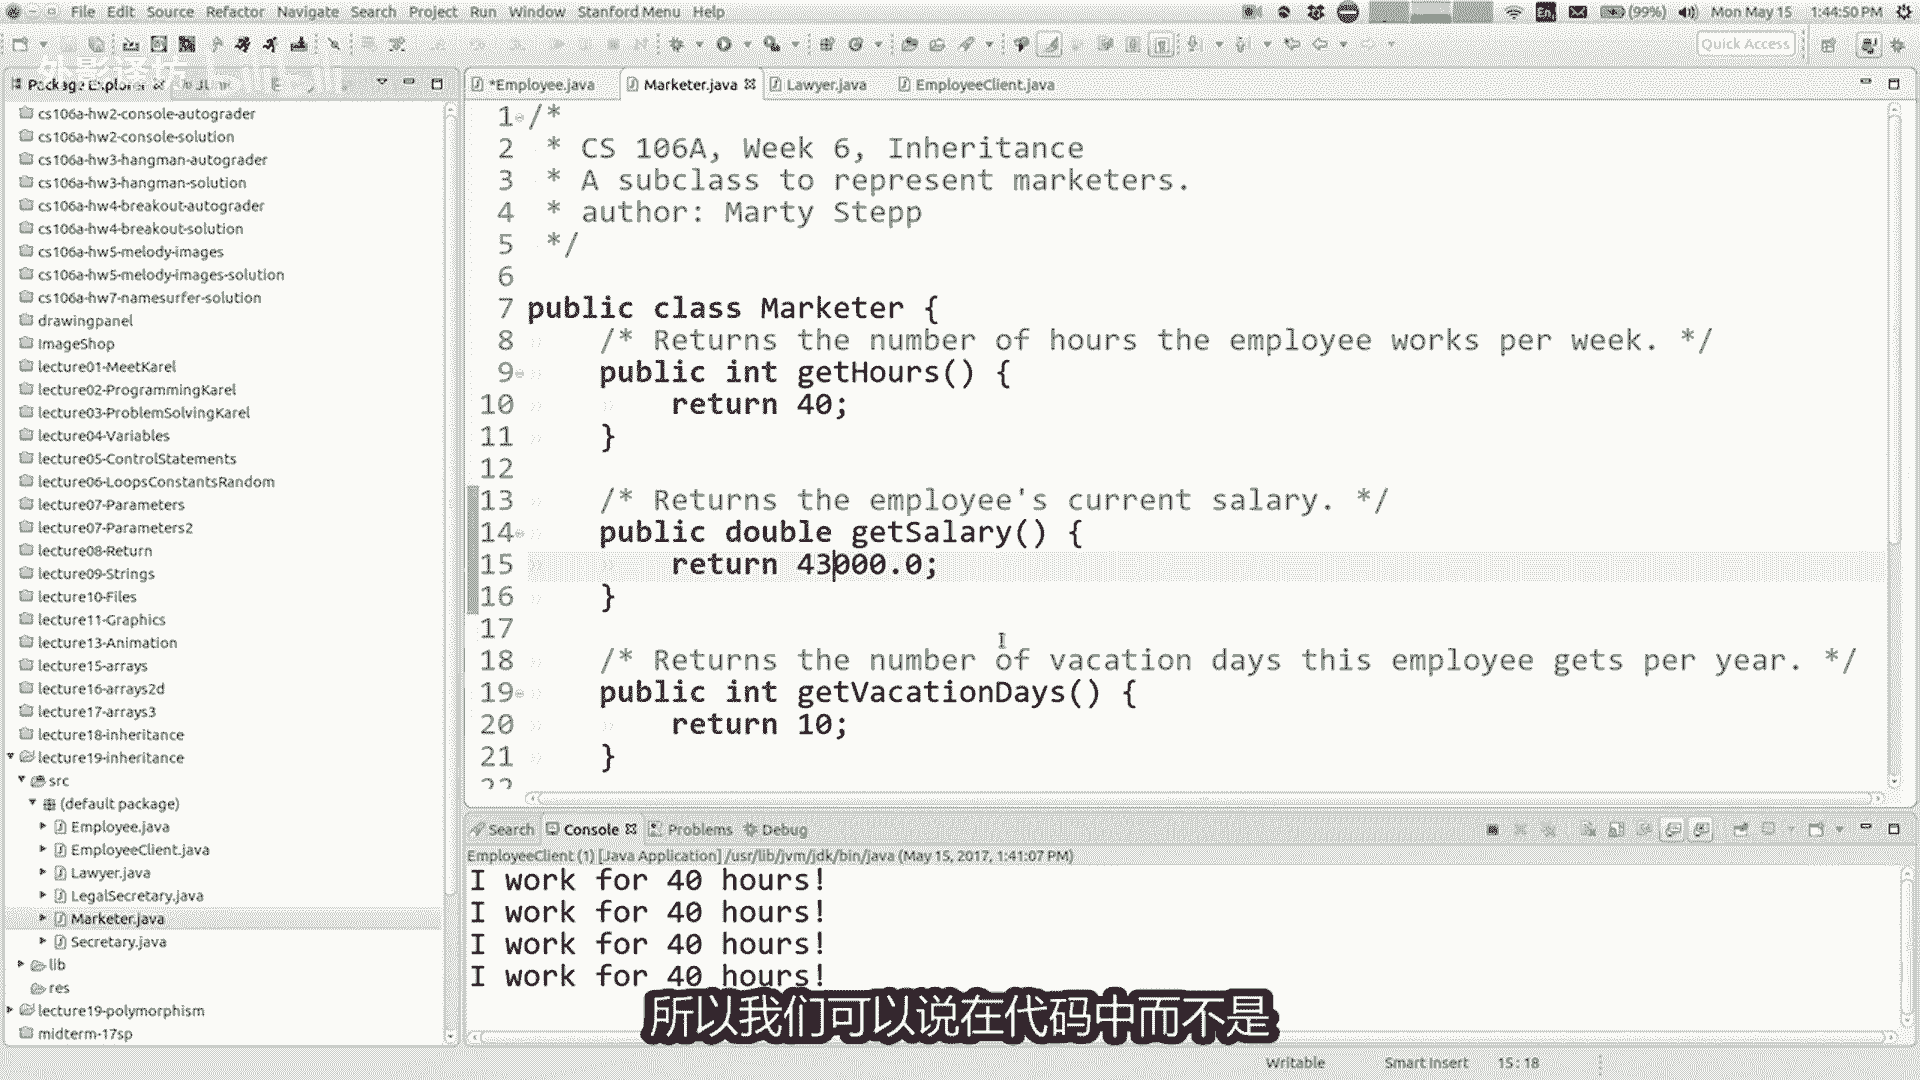 File Edit Source Refactor Navigate Search Project Run Window Stanford Menu Help
En (99%) Mon May 15 1:44:50 PM
Quick Access
Package Explorer
*Employee.java Marketer.java Lawyer.java EmployeeClient.java
cs106a-hw2-console-autograder
cs106a-hw2-console-solution
cs106a-hw3-hangman-autograder
cs106a-hw3-hangman-solution
cs106a-hw4-breakout-autograder
cs106a-hw4-breakout-solution
cs106a-hw5-melody-images
cs106a-hw5-melody-images-solution
cs106a-hw7-namesurfer-solution
drawingpanel
ImageShop
lecture01-MeetKarel
lecture02-ProgrammingKarel
lecture03-ProblemSolvingKarel
lecture04-Variables
lecture05-ControlStatements
lecture06-LoopsConstantsRandom
lecture07-Parameters
lecture07-Parameters2
lecture08-Return
lecture09-Strings
lecture10-Files
lecture11-Graphics
lecture13-Animation
lecture15-arrays
lecture16-arrays2d
lecture17-arrays3
lecture18-inheritance
lecture19-inheritance
src
(default package)
Employee.java
EmployeeClient.java
Lawyer.java
LegalSecretary.java
Marketer.java
Secretary.java
lib
res
lecture19-polymorphism
midterm-17sp
1 /*
2 * CS 106A, Week 6, Inheritance
3 * A subclass to represent marketers.
4 * author: Marty Stepp
5 */
6
7 public class Marketer {
8 /* Returns the number of hours the employee works per week. */
9 public int getHours() {
10 return 40;
11 }
12
13 /* Returns the employee's current salary. */
14 public double getSalary() {
15 return 43000.0;
16 }
17
18 /* Returns the number of vacation days this employee gets per year. */
19 public int getVacationDays() {
20 return 10;
21 }
22
Search Console Problems Debug
EmployeeClient (1) [Java Application] /usr/lib/jvm/jdk/bin/java (May 15, 2017, 1:41:07 PM)
I work for 40 hours!
I work for 40 hours!
I work for 40 hours!
I work for 40 hours!
所以我们可以说在代码中而不是
Writable Smart Insert 15:18